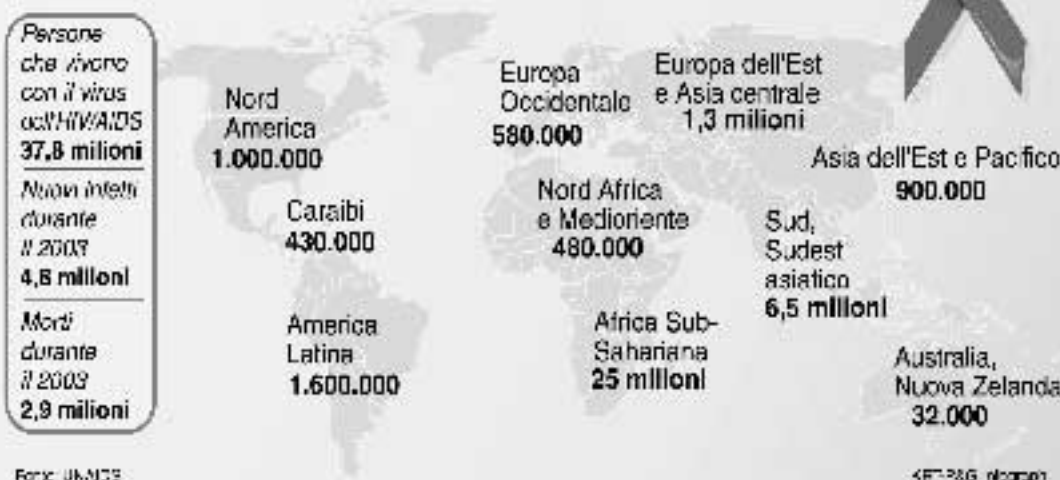 Persone
che vivono
con il virus
dell'HIV/AIDS
37,8 milioni
Nuovi infetti
durante
il 2003
4,8 milioni
Morti
durante
il 2003
2,9 milioni
Nord
America
1.000.000
Caraibi
430.000
America
Latina
1.600.000
Europa
Occidentale
580.000
Europa dell'Est
e Asia centrale
1,3 milioni
Nord Africa
e Medioriente
480.000
Africa Sub-
Sahariana
25 milioni
Asia dell'Est e Pacifico
900.000
Sud,
Sudest
asiatico
6,5 milioni
Australia,
Nuova Zelanda
32.000
Fonte: UNAIDS